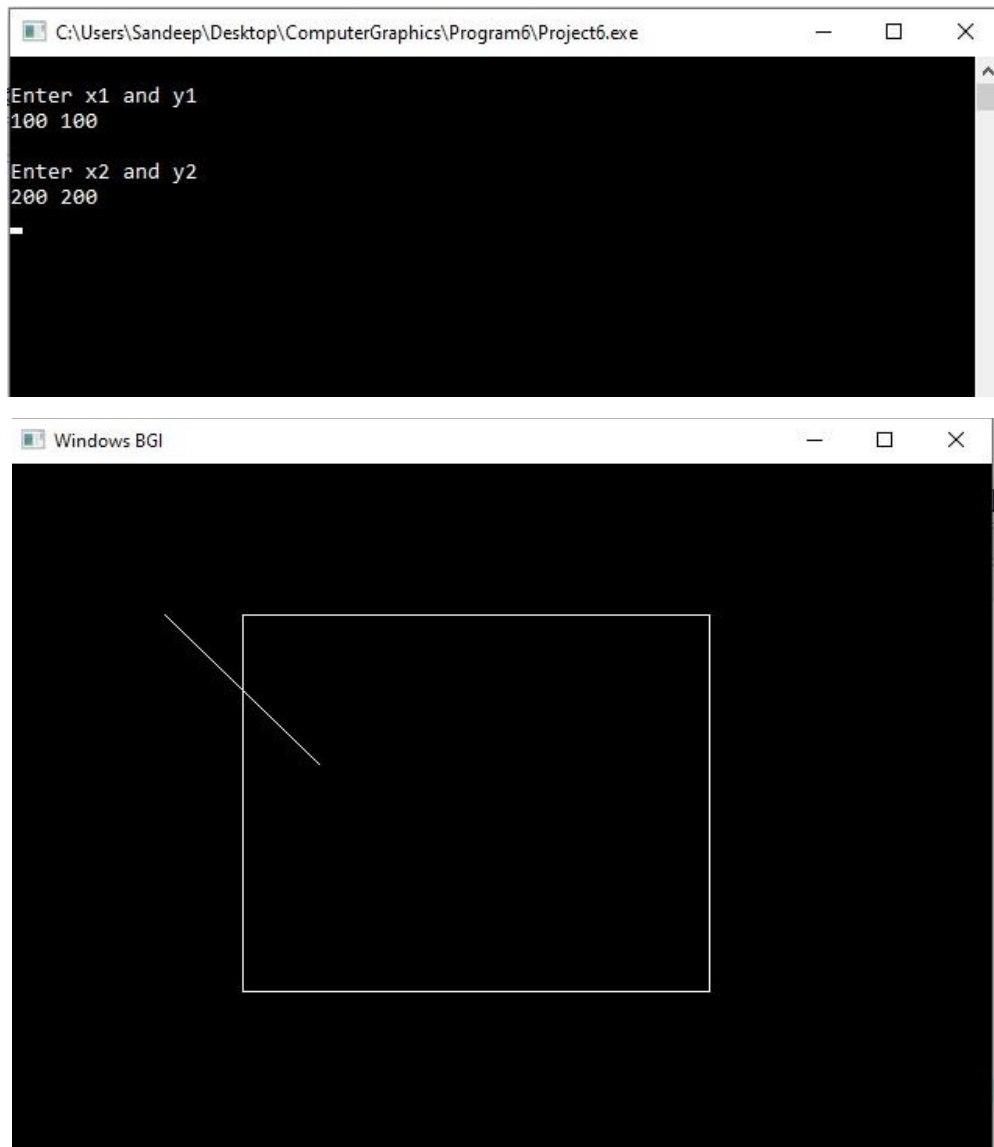 C:\Users\Sandeep\Desktop\ComputerGraphics\Program6\Project6.exe
Enter x1 and y1
100 100
Enter x2 and y2
200 200
Windows BGI